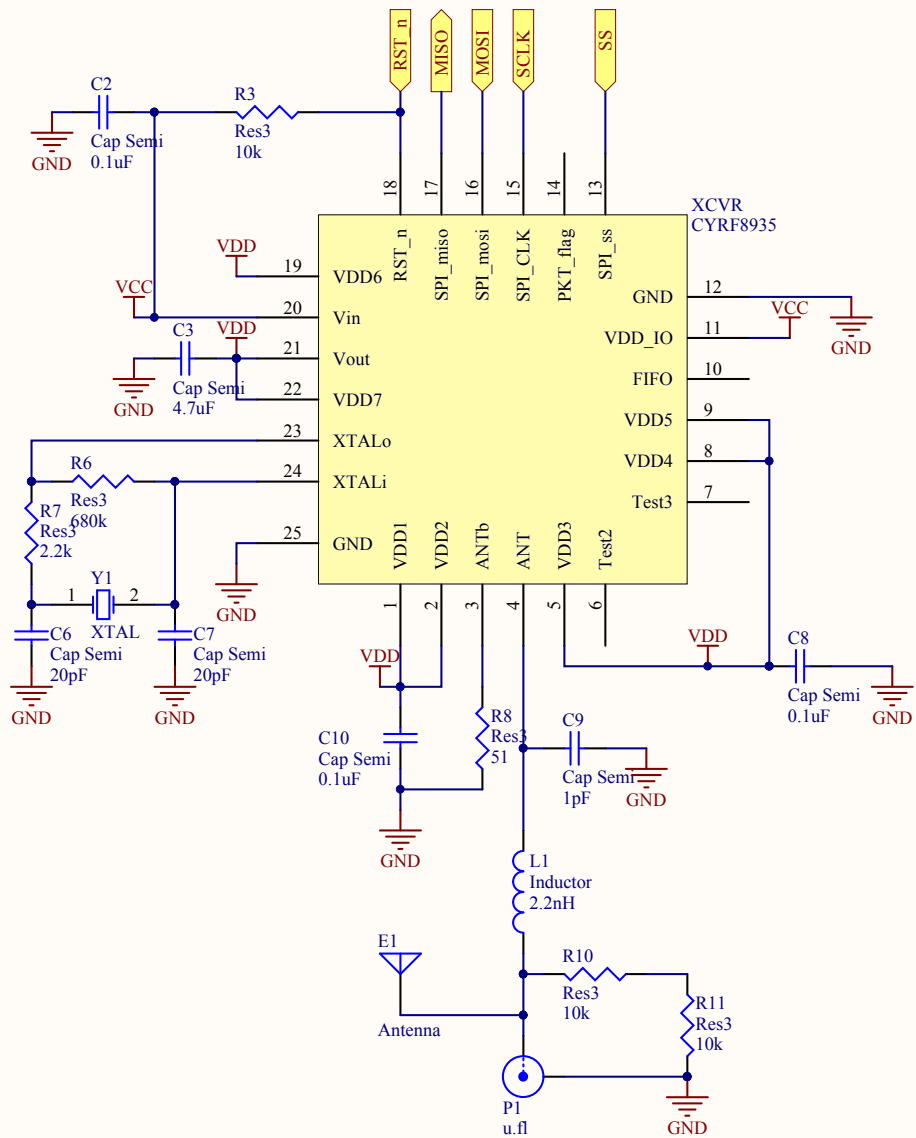 RST_n
MISO
MOSI
SCLK
SS
C2
Cap Semi
0.1uF
GND
R3
Res3
10k
18
17
16
15
14
13
XCVR
CYRF8935
RST_n
SPI_miso
SPI_mosi
SPI_CLK
PKT_flag
SPI_ss
VDD
19
VDD6
VCC
20
Vin
C3
Cap Semi
4.7uF
GND
VDD
21
Vout
22
VDD7
23
XTALo
24
XTALi
25
GND
GND
GND
12
GND
VDD_IO
11
VCC
FIFO
10
VDD5
9
VDD4
8
Test3
7
R6
Res3
680k
R7
Res3
2.2k
1
Y1
2
XTAL
C6
Cap Semi
20pF
GND
C7
Cap Semi
20pF
GND
VDD1
VDD2
ANTb
ANT
VDD3
Test2
1
2
3
4
5
6
VDD
VDD
C8
Cap Semi
0.1uF
GND
C10
Cap Semi
0.1uF
GND
R8
Res3
51
C9
Cap Semi
1pF
GND
L1
Inductor
2.2nH
E1
Antenna
R10
Res3
10k
R11
Res3
10k
P1
u.fl
GND